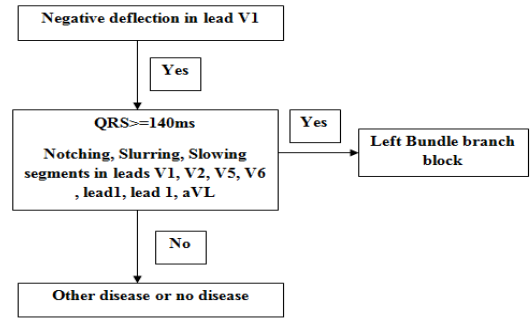 Negative deflection in lead V1
Yes
QRS>=140ms
Yes
Notching, Slurring, Slowing
segments in leads V1, V2, V5, V6
, lead1, lead 1, aVL
Left Bundle branch
block
No
Other disease or no disease